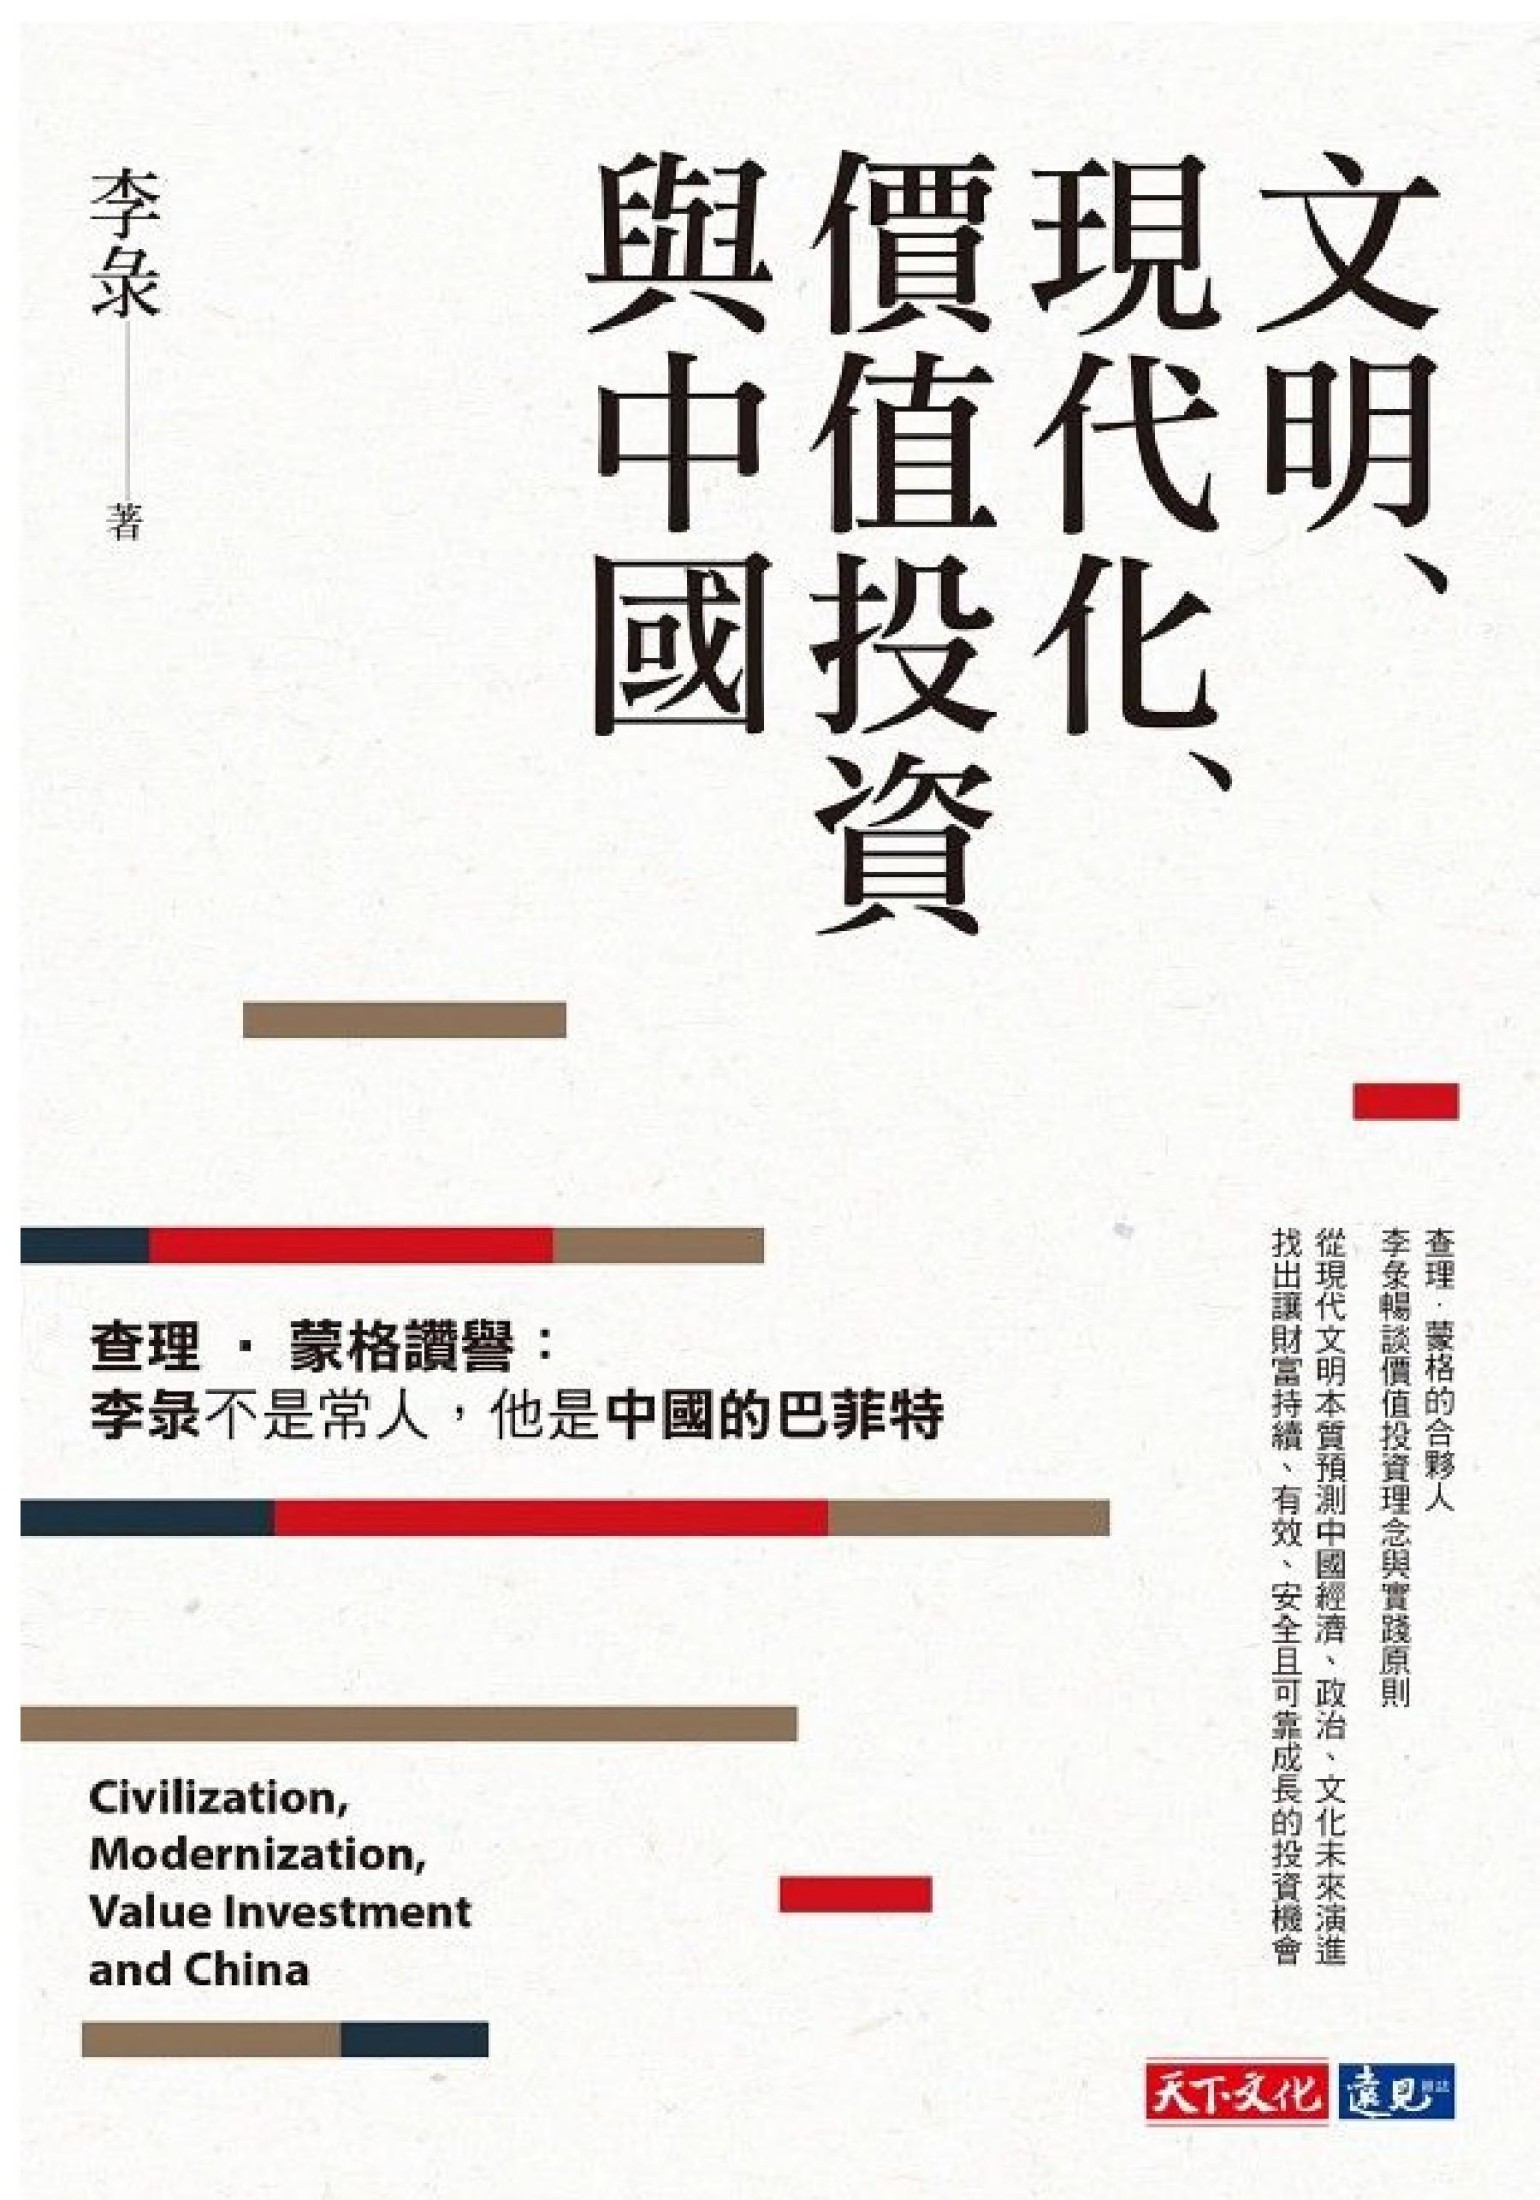 文明、
現代化、
價值投資
與中國
李彔
著
查理·蒙格的合夥人
李彔暢談價值投資理念與實踐原則
從現代文明本質預測中國經濟、政治、文化未來演進
找出讓財富持續、有效、安全且可靠成長的投資機會
查理·蒙格讚譽：
李彔不是常人，他是中國的巴菲特
Civilization,
Modernization,
Value Investment
and China
天下文化
遠見雜誌